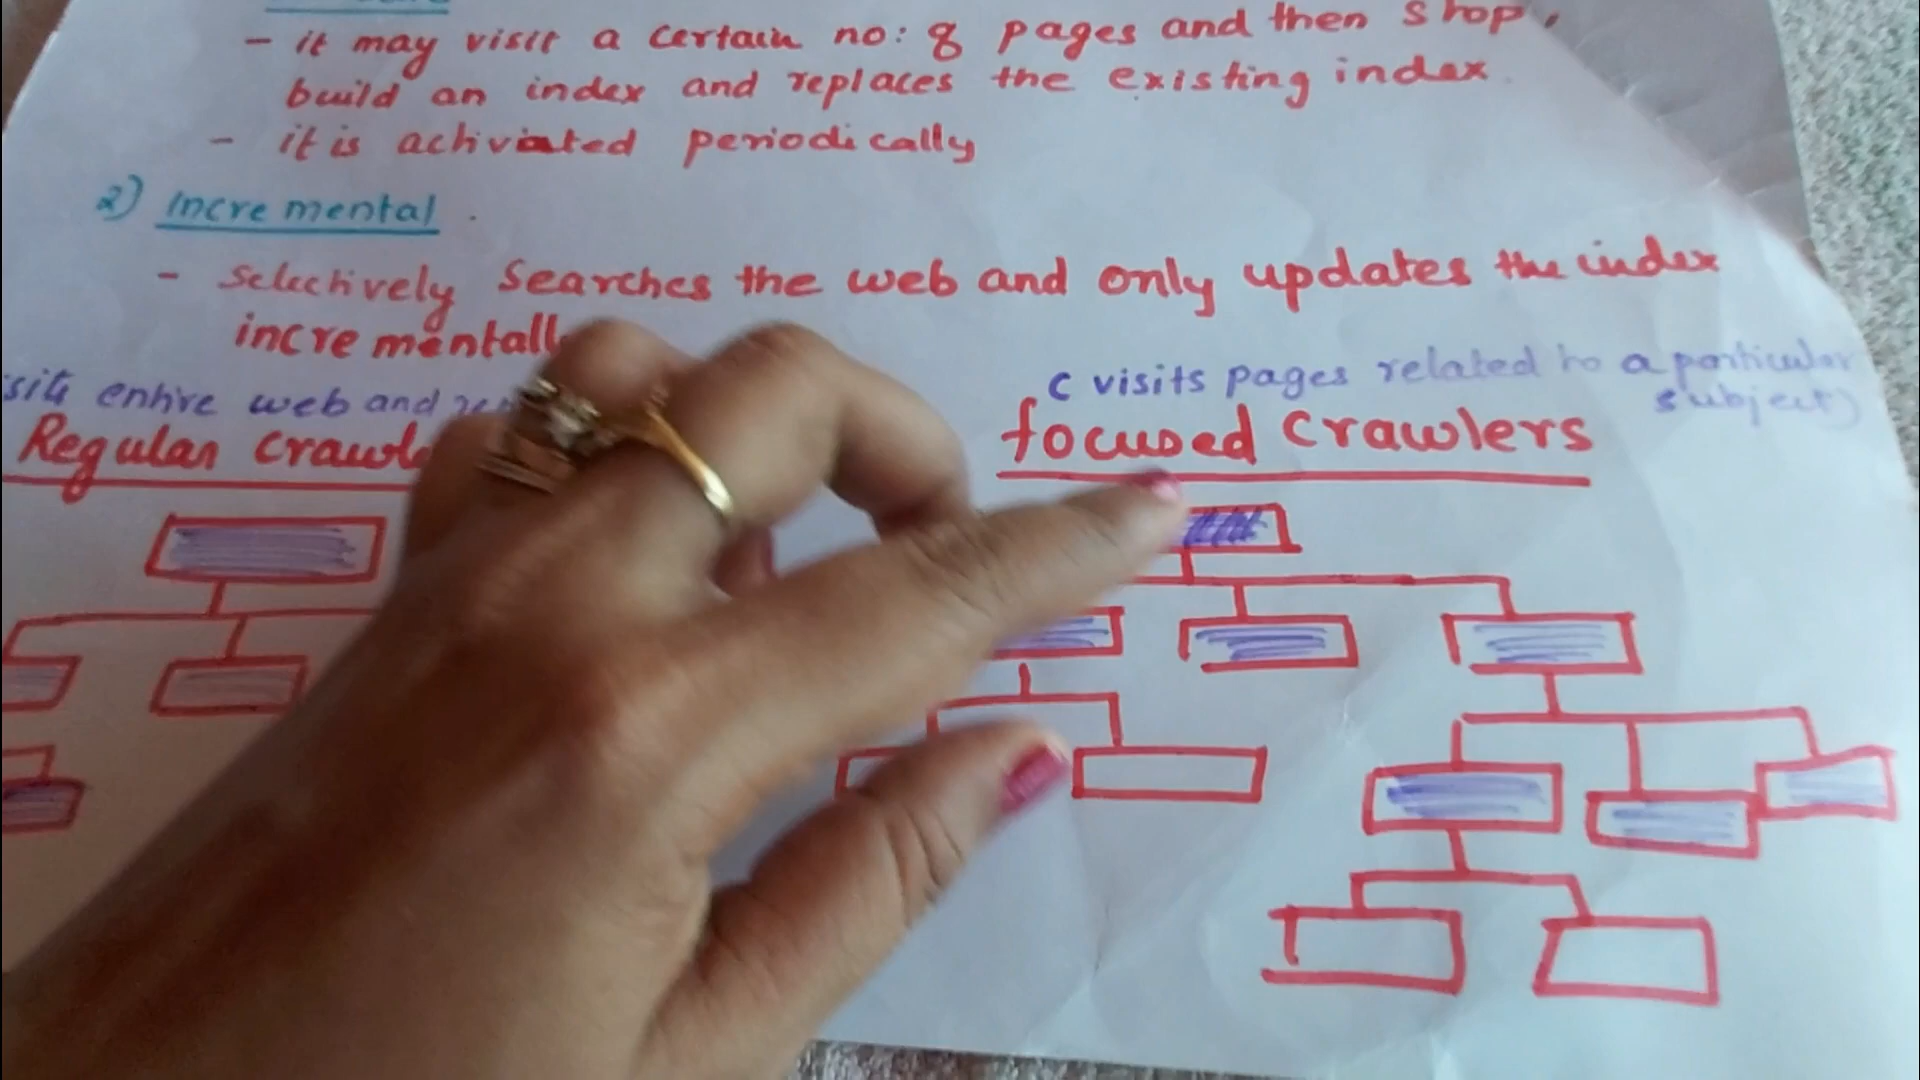 - it may visit a certain no: of pages and then stop,
build an index and replaces the existing index.
- it is activated periodically
2) Incremental
- Selectively Searches the web and only updates the index
incrementall
entire web and
c visits pages related to a particular
subject)
Regular crawle
focused crawlers